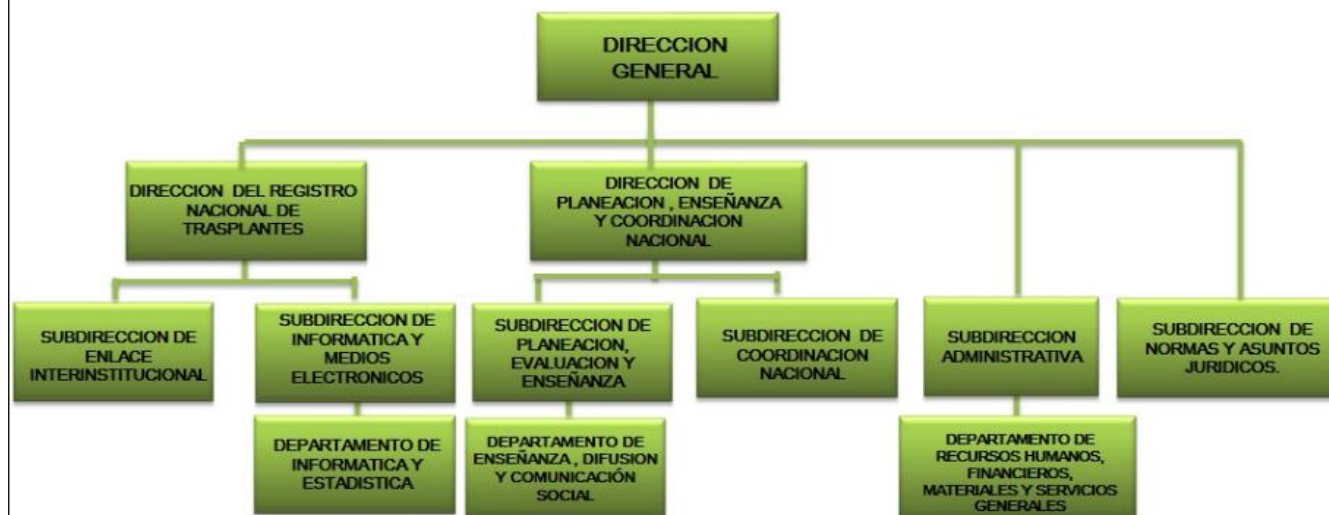 DIRECCION
GENERAL
DIRECCION DEL REGISTRO
NACIONAL DE
TRASPLANTES
DIRECCION DE
PLANEACION , ENSEÑANZA
Y COORDINACION
NACIONAL
SUBDIRECCION DE
ENLACE
INTERINSTITUCIONAL
SUBDIRECCION DE
INFORMATICA Y
MEDIOS
ELECTRONICOS
SUBDIRECCION DE
PLANEACION,
EVALUACION Y
ENSEÑANZA
SUBDIRECCION DE
COORDINACION
NACIONAL
SUBDIRECCION
ADMINISTRATIVA
SUBDIRECCION DE
NORMAS Y ASUNTOS
JURIDICOS.
DEPARTAMENTO DE
INFORMATICA Y
ESTADISTICA
DEPARTAMENTO DE
ENSEÑANZA , DIFUSION
Y COMUNICACIÓN
SOCIAL
DEPARTAMENTO DE
RECURSOS HUMANOS,
FINANCIEROS,
MATERIALES Y SERVICIOS
GENERALES